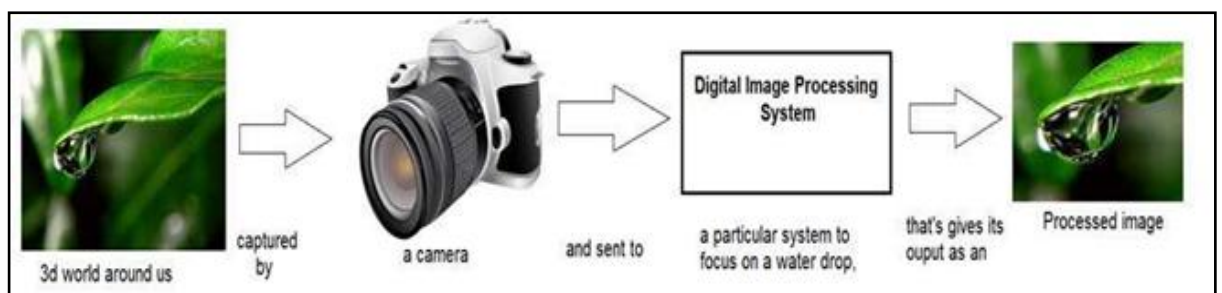 3d world around us
captured
by
a camera
and sent to
Digital Image Processing
System
a particular system to
focus on a water drop,
that's gives its
ouput as an
Processed image